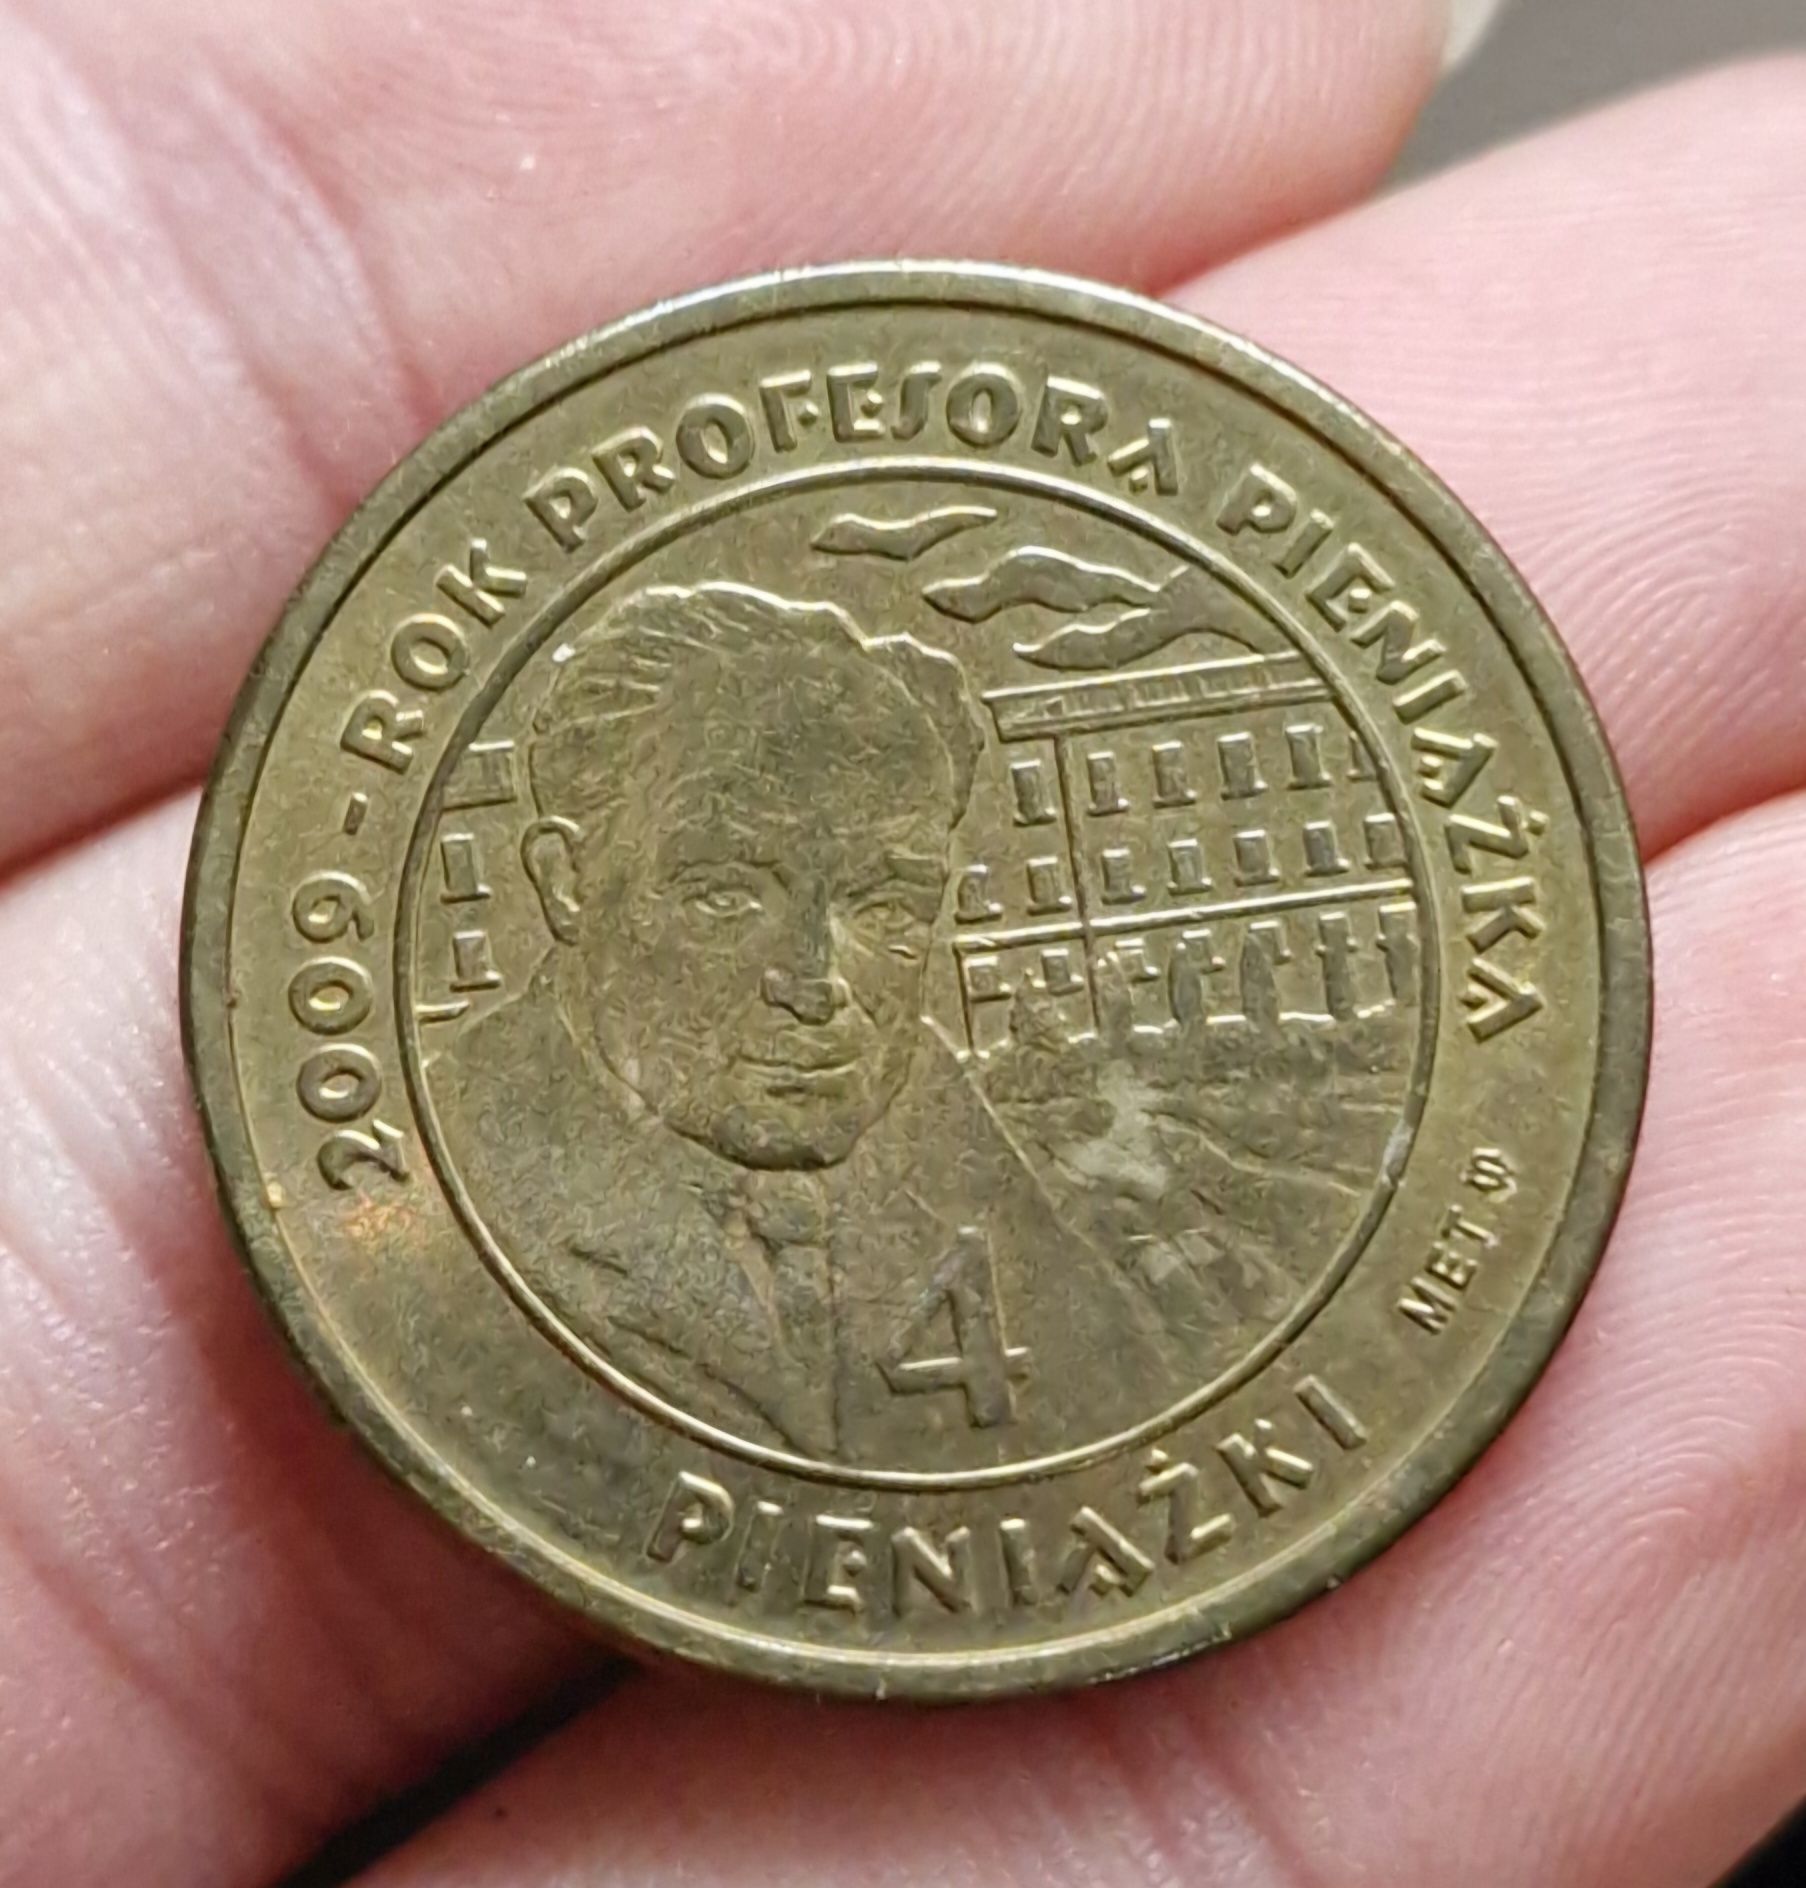 2009 - ROK PROFESORA PIENIĄŻKA
4
PIENIĄŻKI
MET